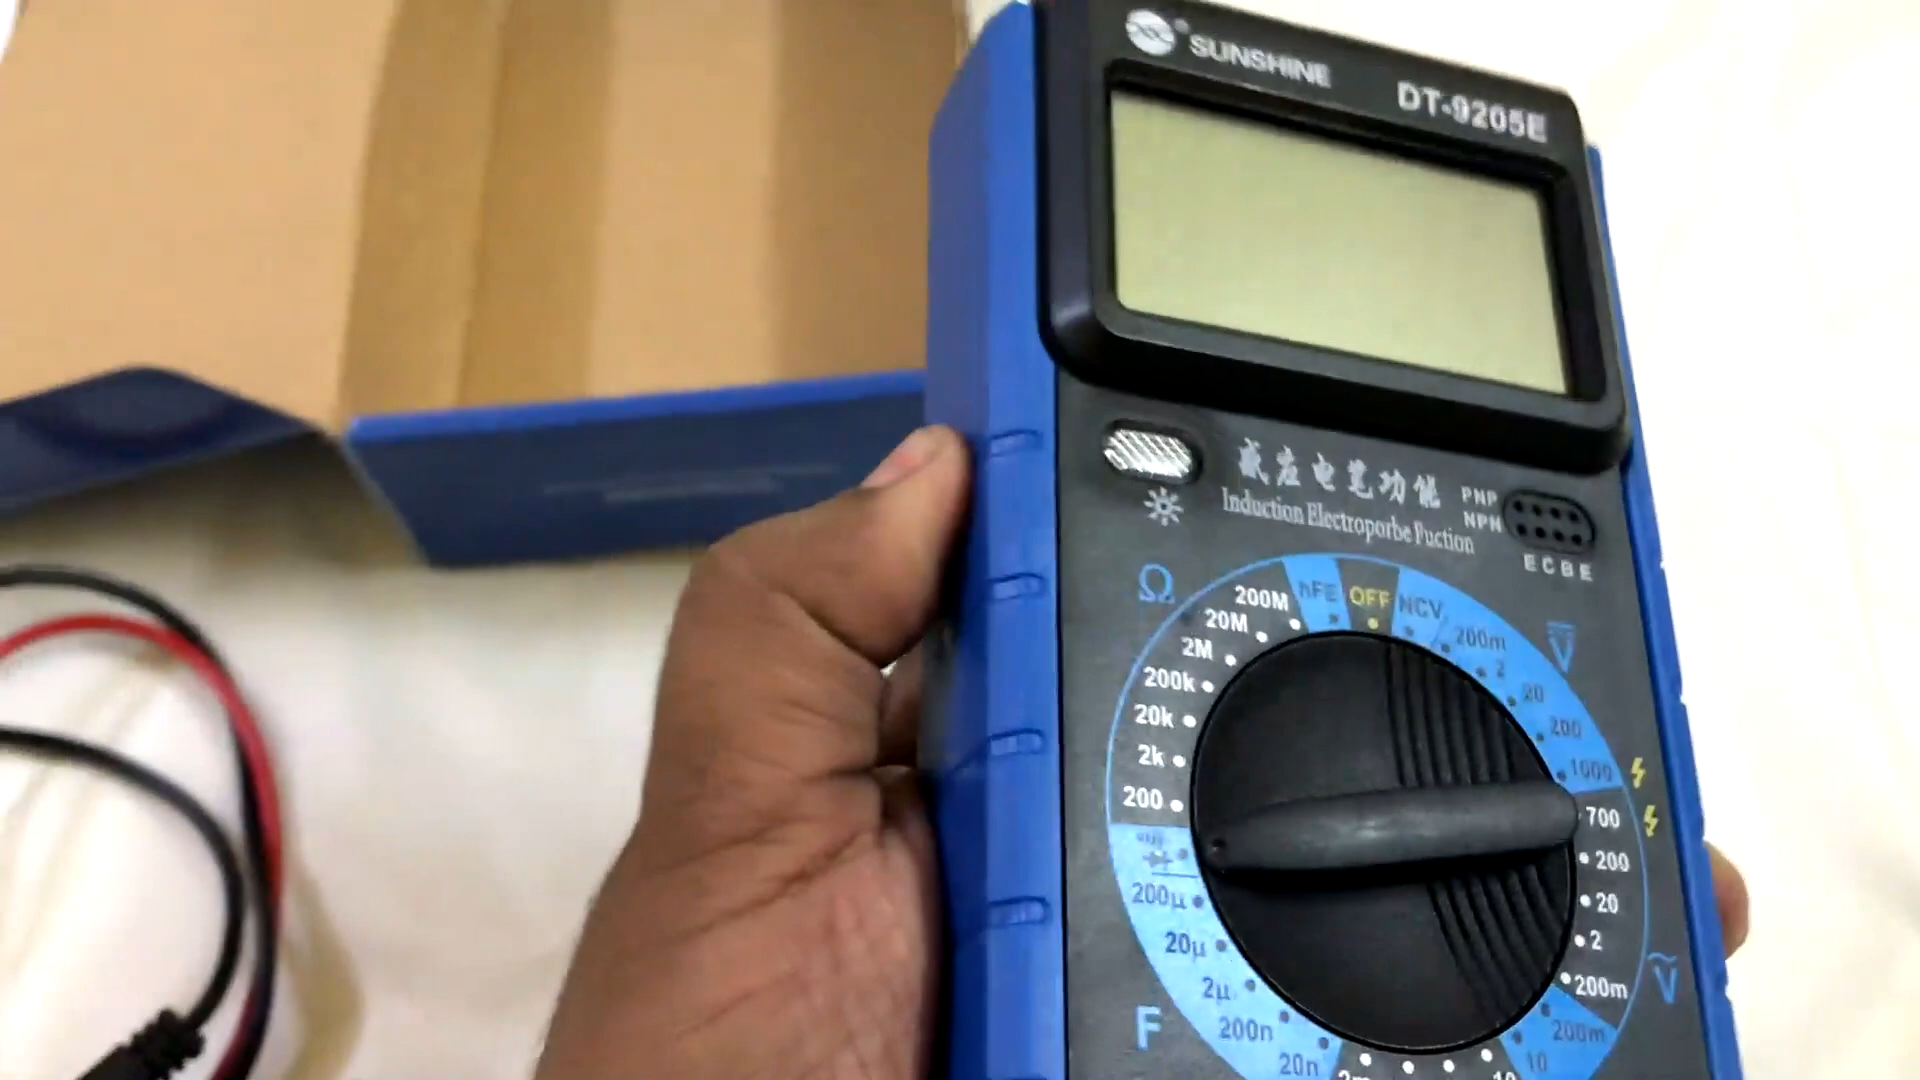 SUNSHINE
DT-9205E
感应电笔功能
Induction Electroporbe Fuction
PNP
NPN
E C B E
Ω
200M
20M
2M
200k
20k
2k
200
hFE
OFF
NCV
200m
2
20
200
1000
V
700
200
20
2
200m
V
200m
10
200µ
20µ
2µ
200n
20n
F